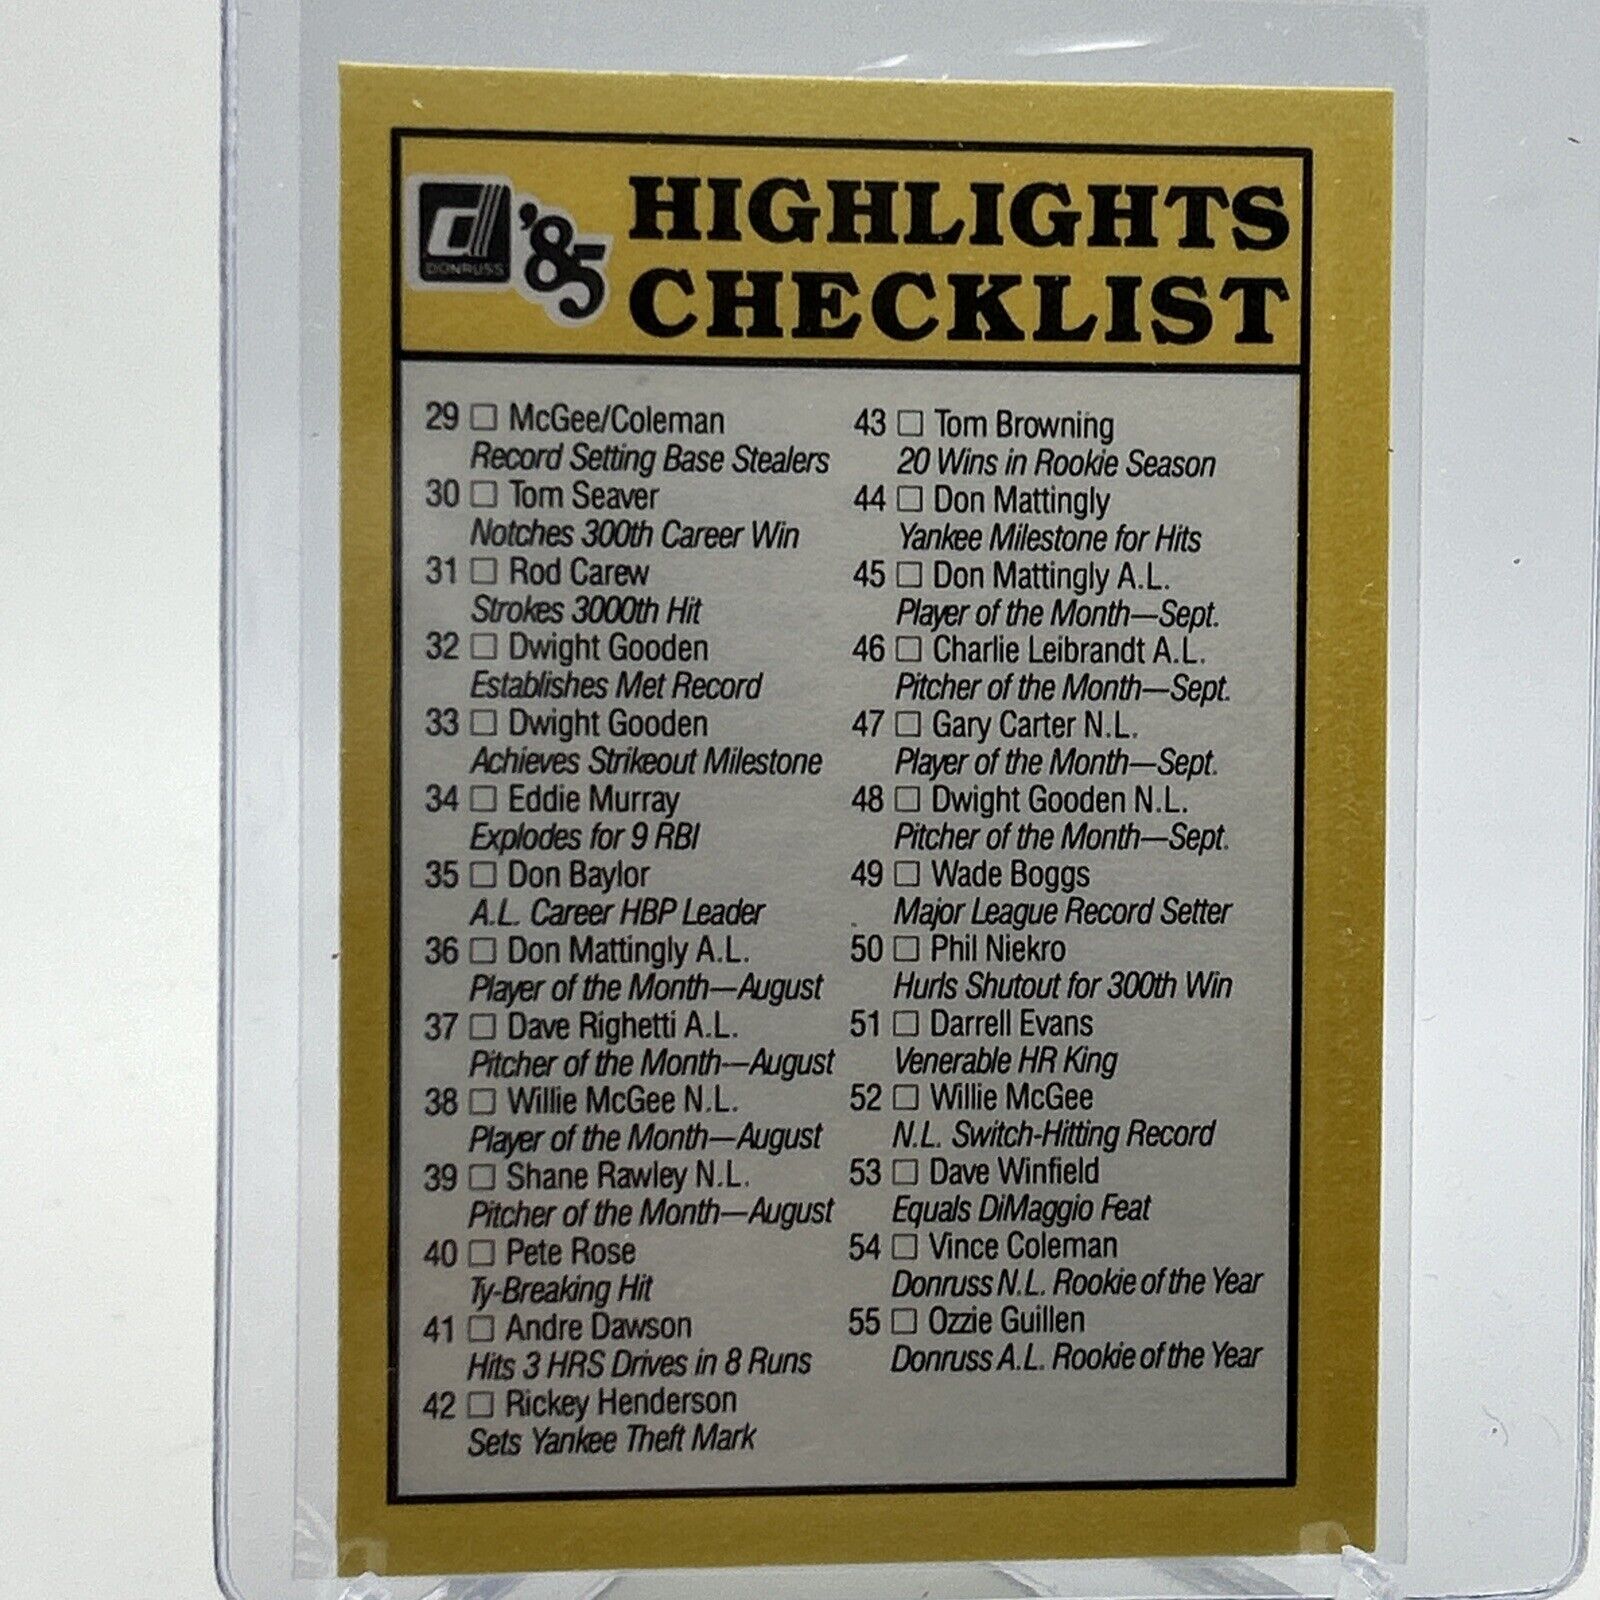 DONRUSS
'85
HIGHLIGHTS
CHECKLIST
29 □ McGee/Coleman
Record Setting Base Stealers
30 □ Tom Seaver
Notches 300th Career Win
31 □ Rod Carew
Strokes 3000th Hit
32 □ Dwight Gooden
Establishes Met Record
33 □ Dwight Gooden
Achieves Strikeout Milestone
34 □ Eddie Murray
Explodes for 9 RBI
35 □ Don Baylor
A.L. Career HBP Leader
36 □ Don Mattingly A.L.
Player of the Month—August
37 □ Dave Righetti A.L.
Pitcher of the Month—August
38 □ Willie McGee N.L.
Player of the Month—August
39 □ Shane Rawley N.L.
Pitcher of the Month—August
40 □ Pete Rose
Ty-Breaking Hit
41 □ Andre Dawson
Hits 3 HRS Drives in 8 Runs
42 □ Rickey Henderson
Sets Yankee Theft Mark
43 □ Tom Browning
20 Wins in Rookie Season
44 □ Don Mattingly
Yankee Milestone for Hits
45 □ Don Mattingly A.L.
Player of the Month—Sept.
46 □ Charlie Leibrandt A.L.
Pitcher of the Month—Sept.
47 □ Gary Carter N.L.
Player of the Month—Sept.
48 □ Dwight Gooden N.L.
Pitcher of the Month—Sept.
49 □ Wade Boggs
Major League Record Setter
50 □ Phil Niekro
Hurls Shutout for 300th Win
51 □ Darrell Evans
Venerable HR King
52 □ Willie McGee
N.L. Switch-Hitting Record
53 □ Dave Winfield
Equals DiMaggio Feat
54 □ Vince Coleman
Donruss N.L. Rookie of the Year
55 □ Ozzie Guillen
Donruss A.L. Rookie of the Year